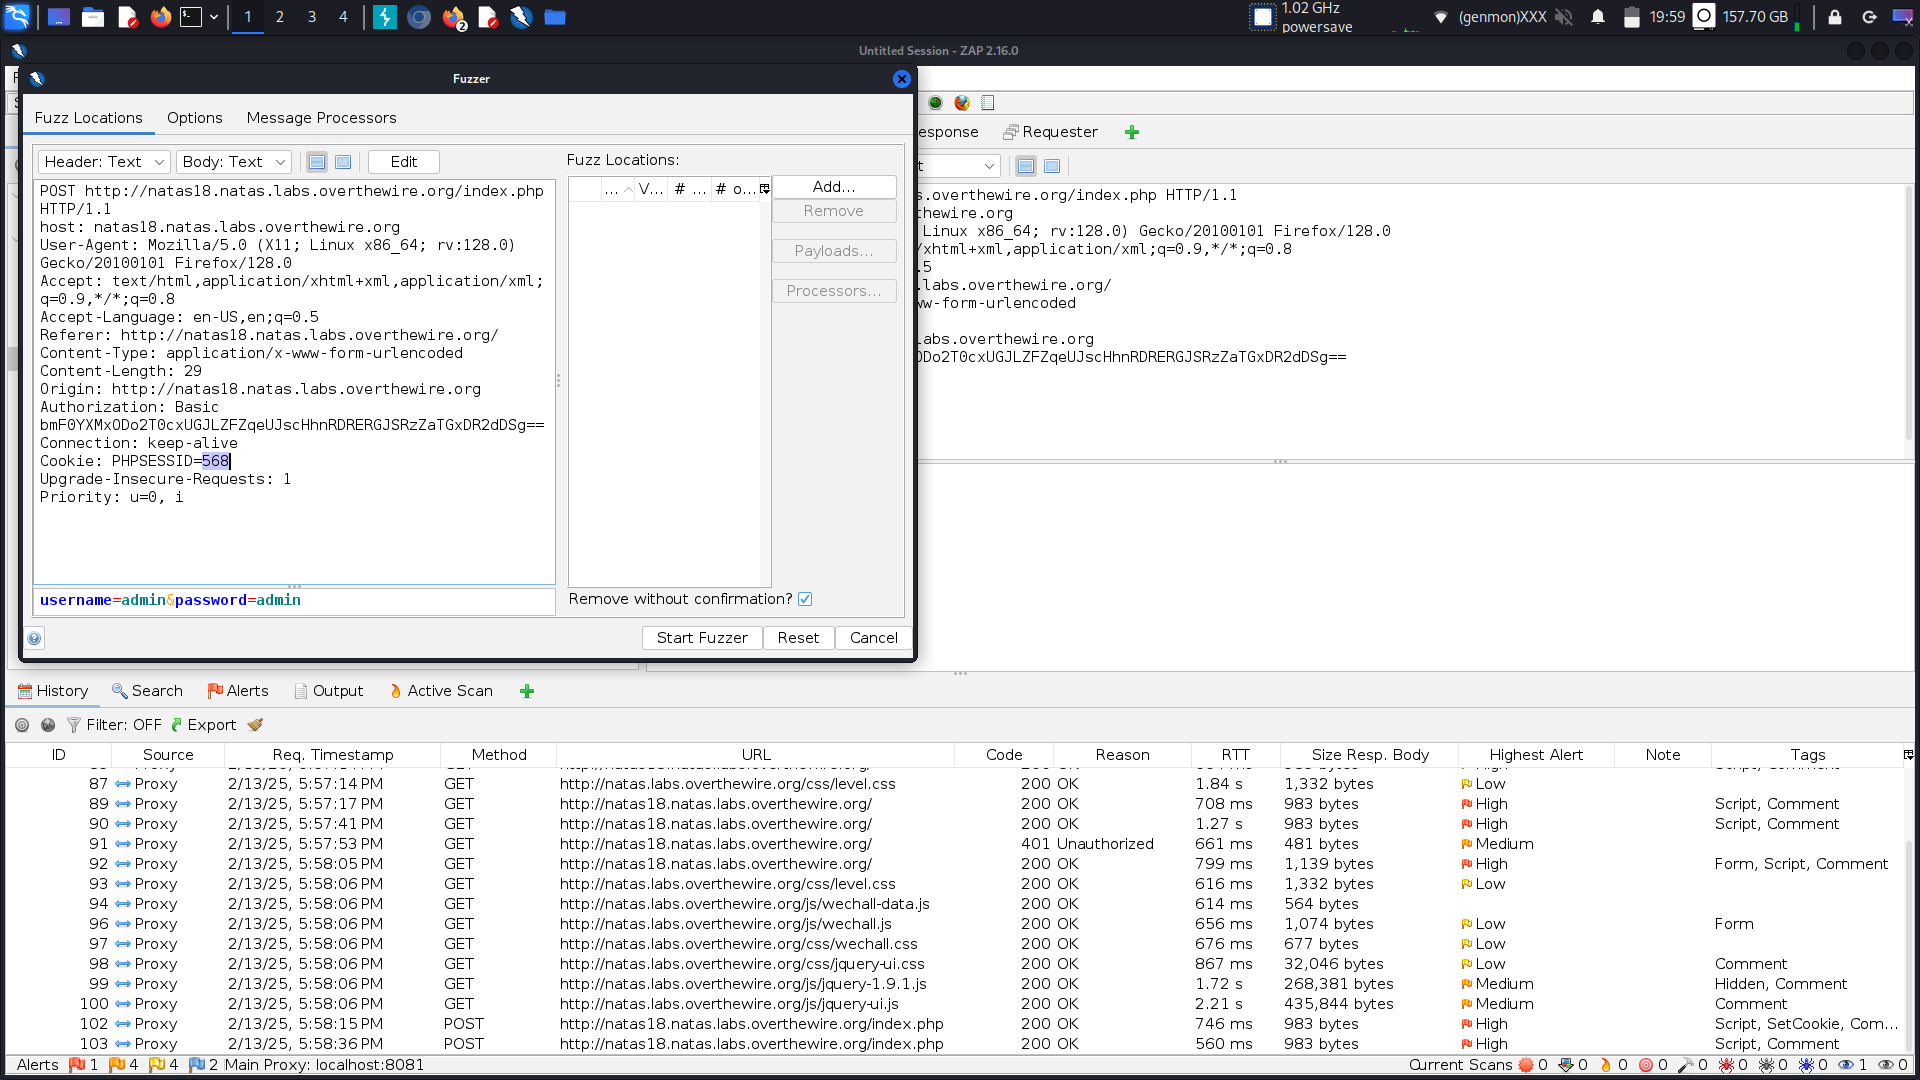 1
2
3
4
2
1.02 GHz
powersave
(genmon)XXX
19:59
157.70 GB
Untitled Session - ZAP 2.16.0
Fuzzer
Fuzz Locations
Options
Message Processors
Header: Text
Body: Text
Edit
Fuzz Locations:
POST http://natas18.natas.labs.overthewire.org/index.php
HTTP/1.1
host: natas18.natas.labs.overthewire.org
User-Agent: Mozilla/5.0 (X11; Linux x86_64; rv:128.0)
Gecko/20100101 Firefox/128.0
Accept: text/html,application/xhtml+xml,application/xml;
q=0.9,*/*;q=0.8
Accept-Language: en-US,en;q=0.5
Referer: http://natas18.natas.labs.overthewire.org/
Content-Type: application/x-www-form-urlencoded
Content-Length: 29
Origin: http://natas18.natas.labs.overthewire.org
Authorization: Basic
bmF0YXMxODo2T0cxUGJLZFZqeUJscHhnRDRERGJSRzZaTGxDR2dDSg==
Connection: keep-alive
Cookie: PHPSESSID=568
Upgrade-Insecure-Requests: 1
Priority: u=0, i
username=admin&password=admin
... V... # ... # o...
Add...
Remove
Payloads...
Processors...
Remove without confirmation?
Start Fuzzer
Reset
Cancel
esponse
Requester
t
s.overthewire.org/index.php HTTP/1.1
hewire.org
Linux x86_64; rv:128.0) Gecko/20100101 Firefox/128.0
/xhtml+xml,application/xml;q=0.9,*/*;q=0.8
.5
.labs.overthewire.org/
ww-form-urlencoded
abs.overthewire.org
ODo2T0cxUGJLZFZqeUJscHhnRDRERGJSRzZaTGxDR2dDSg==
History
Search
Alerts
Output
Active Scan
Filter: OFF
Export
ID Source Req. Timestamp Method URL Code Reason RTT Size Resp. Body Highest Alert Note Tags
87 Proxy 2/13/25, 5:57:14 PM GET http://natas.labs.overthewire.org/css/level.css 200 OK 1.84 s 1,332 bytes Low
89 Proxy 2/13/25, 5:57:17 PM GET http://natas18.natas.labs.overthewire.org/ 200 OK 708 ms 983 bytes High Script, Comment
90 Proxy 2/13/25, 5:57:41 PM GET http://natas18.natas.labs.overthewire.org/ 200 OK 1.27 s 983 bytes High Script, Comment
91 Proxy 2/13/25, 5:57:53 PM GET http://natas18.natas.labs.overthewire.org/ 401 Unauthorized 661 ms 481 bytes Medium
92 Proxy 2/13/25, 5:58:05 PM GET http://natas18.natas.labs.overthewire.org/ 200 OK 799 ms 1,139 bytes High Form, Script, Comment
93 Proxy 2/13/25, 5:58:06 PM GET http://natas.labs.overthewire.org/css/level.css 200 OK 616 ms 1,332 bytes Low
94 Proxy 2/13/25, 5:58:06 PM GET http://natas.labs.overthewire.org/js/wechall-data.js 200 OK 614 ms 564 bytes
96 Proxy 2/13/25, 5:58:06 PM GET http://natas.labs.overthewire.org/js/wechall.js 200 OK 656 ms 1,074 bytes Low Form
97 Proxy 2/13/25, 5:58:06 PM GET http://natas.labs.overthewire.org/css/wechall.css 200 OK 676 ms 677 bytes Low
98 Proxy 2/13/25, 5:58:06 PM GET http://natas.labs.overthewire.org/css/jquery-ui.css 200 OK 867 ms 32,046 bytes Low Comment
99 Proxy 2/13/25, 5:58:06 PM GET http://natas.labs.overthewire.org/js/jquery-1.9.1.js 200 OK 1.72 s 268,381 bytes Medium Hidden, Comment
100 Proxy 2/13/25, 5:58:06 PM GET http://natas.labs.overthewire.org/js/jquery-ui.js 200 OK 2.21 s 435,844 bytes Medium Comment
102 Proxy 2/13/25, 5:58:15 PM POST http://natas18.natas.labs.overthewire.org/index.php 200 OK 746 ms 983 bytes High Script, SetCookie, Com...
103 Proxy 2/13/25, 5:58:36 PM POST http://natas18.natas.labs.overthewire.org/index.php 200 OK 560 ms 983 bytes High Script, Comment
Alerts 1 4 4 2 Main Proxy: localhost:8081
Current Scans 0 0 0 0 0 0 0 0 1 0